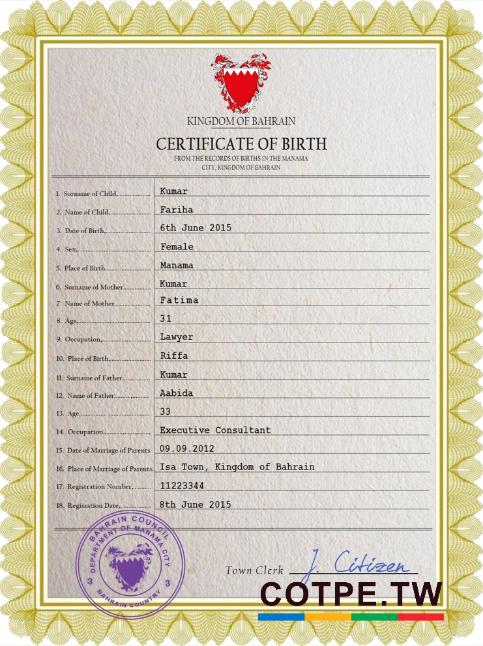 KINGDOM OF BAHRAIN
CERTIFICATE OF BIRTH
FROM THE RECORDS OF BIRTHS IN THE MANAMA
CITY, KINGDOM OF BAHRAIN
1. Surname of Child Kumar
2. Name of Child Fariha
3. Date of Birth 6th June 2015
4. Sex Female
5. Place of Birth Manama
6. Surname of Mother Kumar
7 Name of Mother Fatima
8. Age 31
9. Occupation Lawyer
10. Place of Birth Riffa
11. Surname of Father Kumar
12. Name of Father Aabida
13. Age 33
14. Occupation Executive Consultant
15. Date of Marriage of Parents 09.09.2012
16. Place of Marriage of Parents Isa Town, Kingdom of Bahrain
17. Registration Number 11223344
18. Regisration Date 8th June 2015
BAHRAIN COUNCIL
DEPARTMENT OF MANAMA CITY
3 3
BAHRAIN COUNTRY
Town Clerk J. Citizen
COTPE.TW